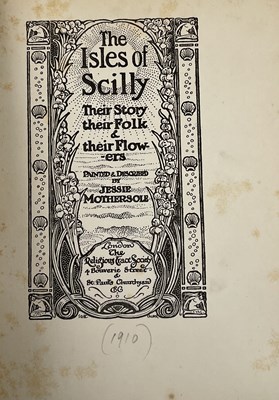 The
Isles of
Scilly
Their Story
their Folk
&
their Flow-
-ers
PAINTED & DESCRIBED
BY
JESSIE
MOTHERSOLE
London
The
Religious Tract Society
4 Bouverie Street
&
St. Paul's Churchyard
EC
(1910)